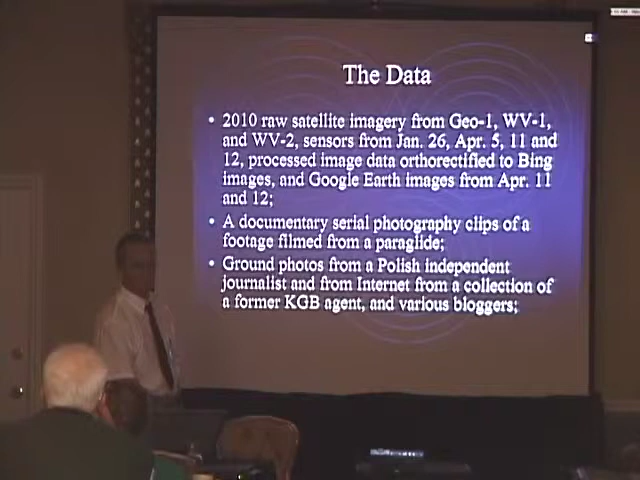 The Data
• 2010 raw satellite imagery from Geo-1, WV-1,
and WV-2, sensors from Jan. 26, Apr. 5, 11 and
12, processed image data orthorectified to Bing
images, and Google Earth images from Apr. 11
and 12;
• A documentary serial photography clips of a
footage filmed from a paraglide;
• Ground photos from a Polish independent
journalist and from Internet from a collection of
a former KGB agent, and various bloggers;